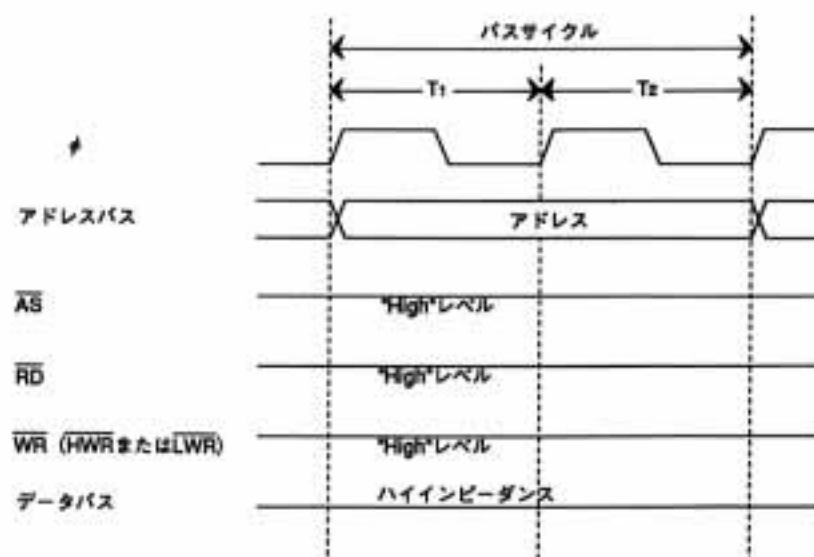 バスサイクル
T1 T2
φ
アドレスバス アドレス
AS "High"レベル
RD "High"レベル
WR (HWRまたはLWR) "High"レベル
データバス ハイインピーダンス